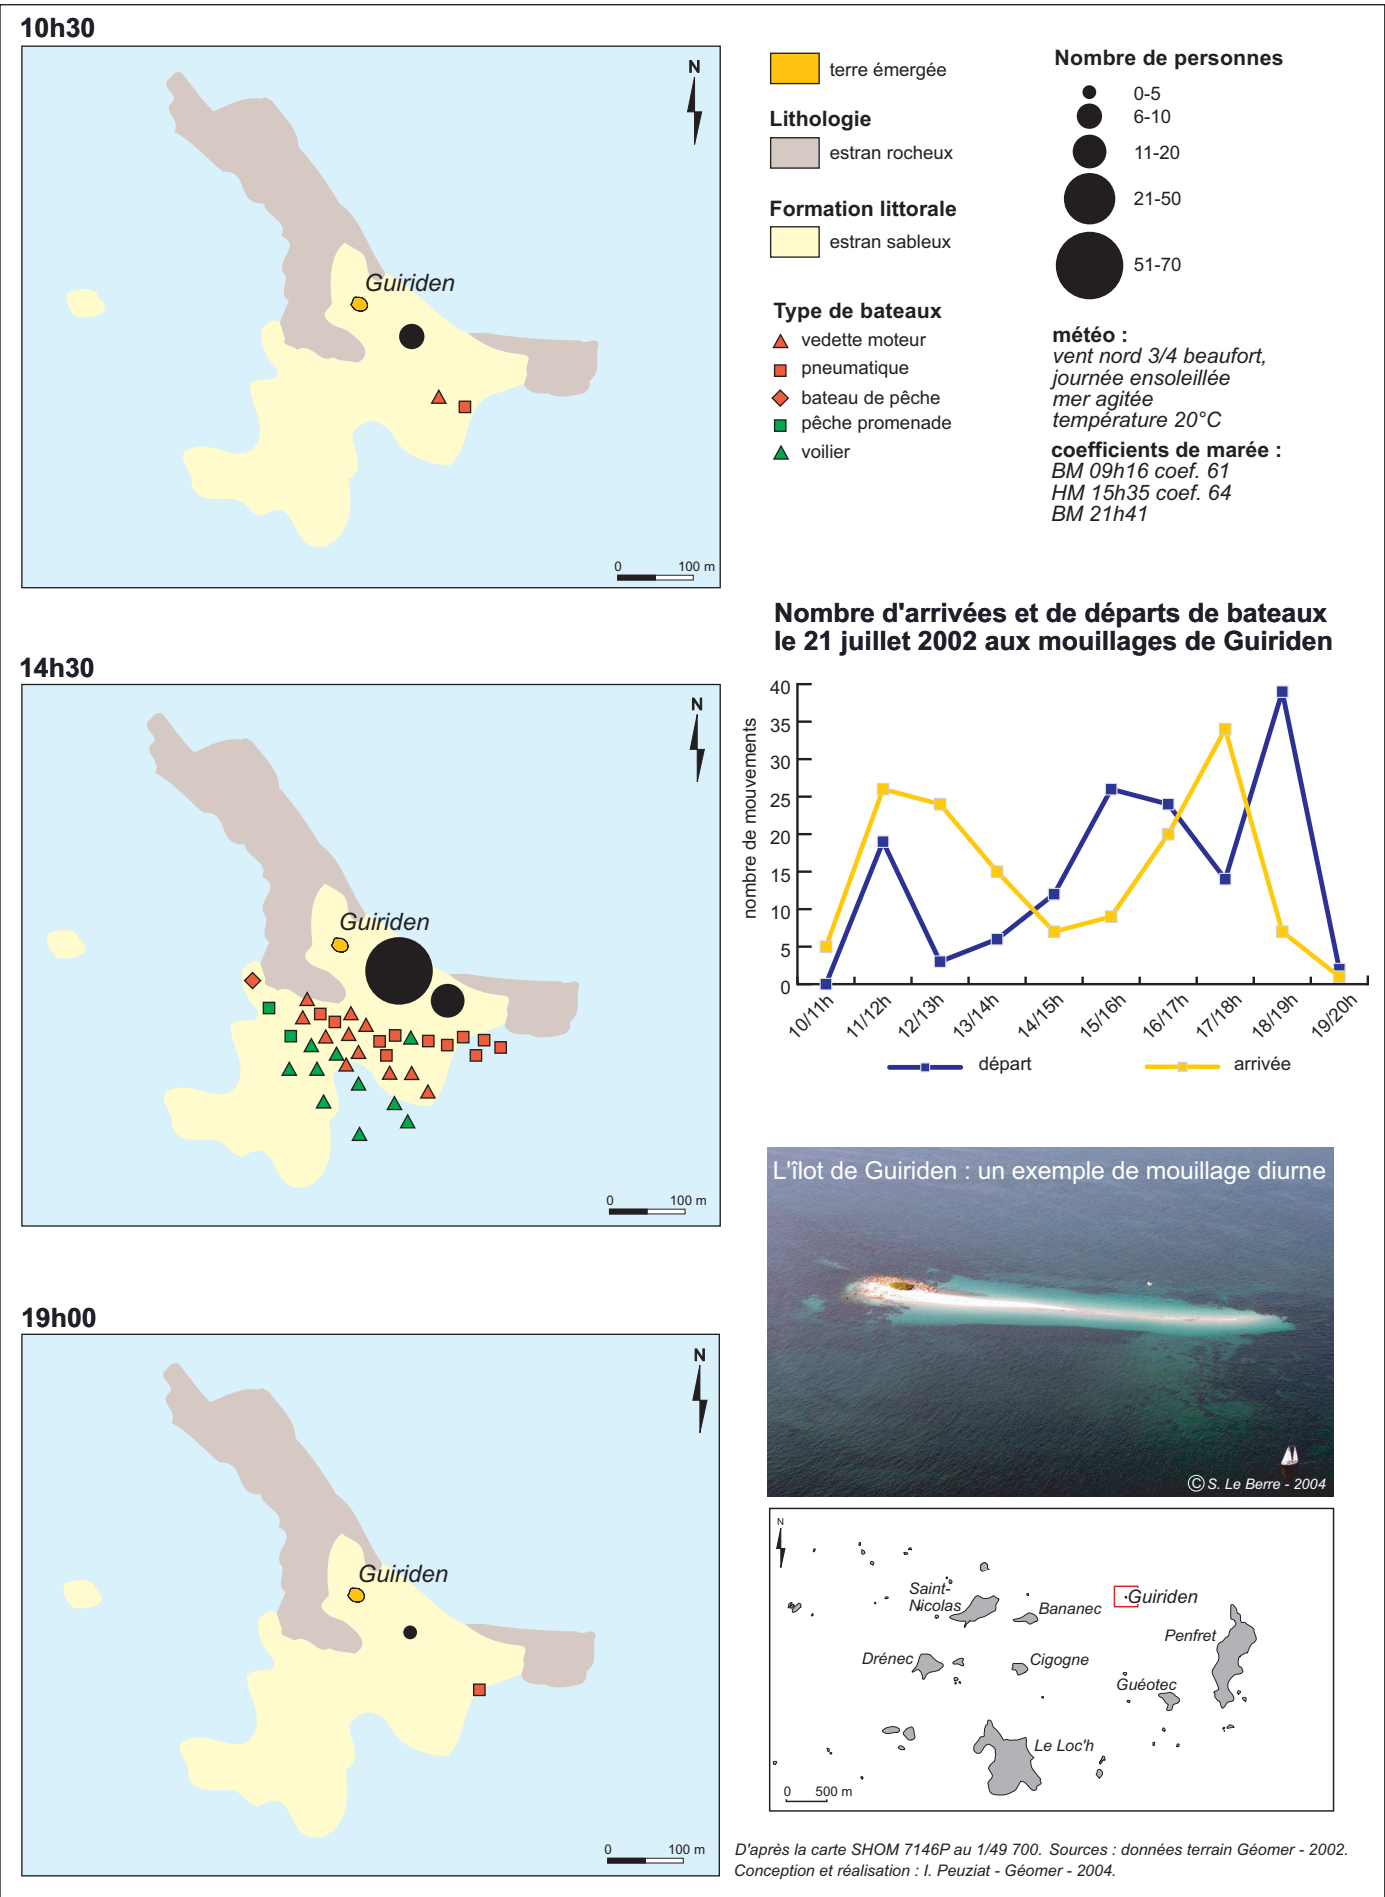 10h30
N
Guiriden
0 100 m
terre émergée
Lithologie
estran rocheux
Formation littorale
estran sableux
Type de bateaux
vedette moteur
pneumatique
bateau de pêche
pêche promenade
voilier
Nombre de personnes
0-5
6-10
11-20
21-50
51-70
météo :
vent nord 3/4 beaufort,
journée ensoleillée
mer agitée
température 20°C
coefficients de marée :
BM 09h16 coef. 61
HM 15h35 coef. 64
BM 21h41
14h30
N
Guiriden
0 100 m
Nombre d'arrivées et de départs de bateaux
le 21 juillet 2002 aux mouillages de Guiriden
nombre de mouvements
40
35
30
25
20
15
10
5
0
10/11h 11/12h 12/13h 13/14h 14/15h 15/16h 16/17h 17/18h 18/19h 19/20h
départ arrivée
19h00
N
Guiriden
0 100 m
L'îlot de Guiriden : un exemple de mouillage diurne
© S. Le Berre - 2004
N
Saint-
Nicolas
Bananec
Guiriden
Penfret
Drénec
Cigogne
Guéotec
Le Loc'h
0 500 m
D'après la carte SHOM 7146P au 1/49 700. Sources : données terrain Géomer - 2002.
Conception et réalisation : I. Peuziat - Géomer - 2004.